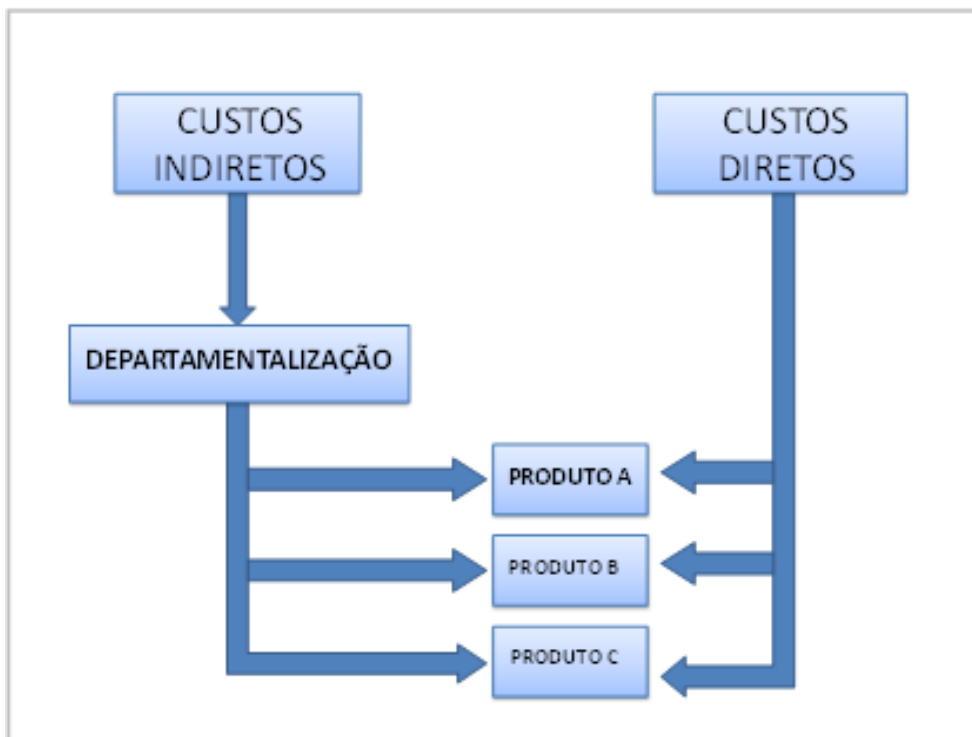 CUSTOS
INDIRETOS
CUSTOS
DIRETOS
DEPARTAMENTALIZAÇÃO
PRODUTO A
PRODUTO B
PRODUTO C